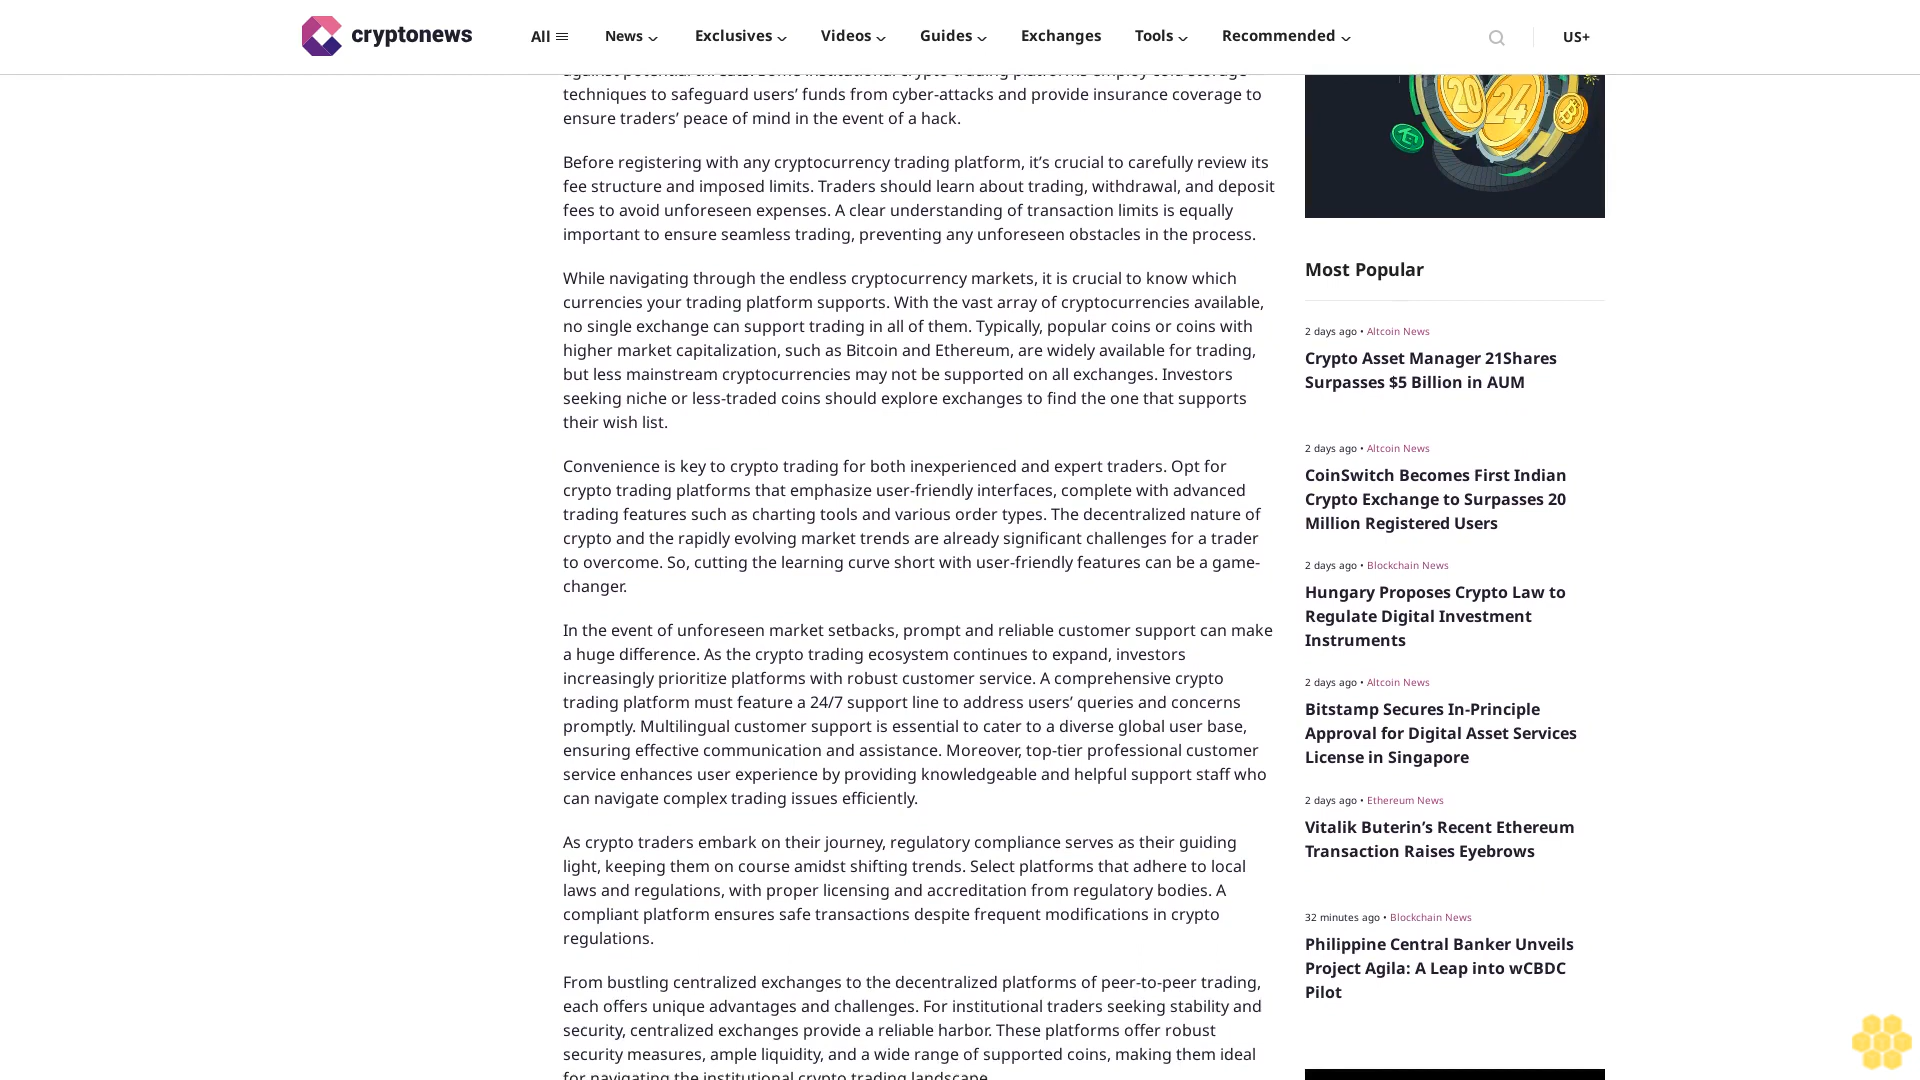 cryptonews
All
News
Exclusives
Videos
Guides
Exchanges
Tools
Recommended
US+
against potential threats. Some institutional crypto trading platforms employ cold storage
techniques to safeguard users’ funds from cyber-attacks and provide insurance coverage to
ensure traders’ peace of mind in the event of a hack.
Before registering with any cryptocurrency trading platform, it’s crucial to carefully review its
fee structure and imposed limits. Traders should learn about trading, withdrawal, and deposit
fees to avoid unforeseen expenses. A clear understanding of transaction limits is equally
important to ensure seamless trading, preventing any unforeseen obstacles in the process.
While navigating through the endless cryptocurrency markets, it is crucial to know which
currencies your trading platform supports. With the vast array of cryptocurrencies available,
no single exchange can support trading in all of them. Typically, popular coins or coins with
higher market capitalization, such as Bitcoin and Ethereum, are widely available for trading,
but less mainstream cryptocurrencies may not be supported on all exchanges. Investors
seeking niche or less-traded coins should explore exchanges to find the one that supports
their wish list.
Convenience is key to crypto trading for both inexperienced and expert traders. Opt for
crypto trading platforms that emphasize user-friendly interfaces, complete with advanced
trading features such as charting tools and various order types. The decentralized nature of
crypto and the rapidly evolving market trends are already significant challenges for a trader
to overcome. So, cutting the learning curve short with user-friendly features can be a game-
changer.
In the event of unforeseen market setbacks, prompt and reliable customer support can make
a huge difference. As the crypto trading ecosystem continues to expand, investors
increasingly prioritize platforms with robust customer service. A comprehensive crypto
trading platform must feature a 24/7 support line to address users’ queries and concerns
promptly. Multilingual customer support is essential to cater to a diverse global user base,
ensuring effective communication and assistance. Moreover, top-tier professional customer
service enhances user experience by providing knowledgeable and helpful support staff who
can navigate complex trading issues efficiently.
As crypto traders embark on their journey, regulatory compliance serves as their guiding
light, keeping them on course amidst shifting trends. Select platforms that adhere to local
laws and regulations, with proper licensing and accreditation from regulatory bodies. A
compliant platform ensures safe transactions despite frequent modifications in crypto
regulations.
From bustling centralized exchanges to the decentralized platforms of peer-to-peer trading,
each offers unique advantages and challenges. For institutional traders seeking stability and
security, centralized exchanges provide a reliable harbor. These platforms offer robust
security measures, ample liquidity, and a wide range of supported coins, making them ideal
for navigating the institutional crypto trading landscape.
20
24
Most Popular
2 days ago • Altcoin News
Crypto Asset Manager 21Shares
Surpasses $5 Billion in AUM
2 days ago • Altcoin News
CoinSwitch Becomes First Indian
Crypto Exchange to Surpasses 20
Million Registered Users
2 days ago • Blockchain News
Hungary Proposes Crypto Law to
Regulate Digital Investment
Instruments
2 days ago • Altcoin News
Bitstamp Secures In-Principle
Approval for Digital Asset Services
License in Singapore
2 days ago • Ethereum News
Vitalik Buterin’s Recent Ethereum
Transaction Raises Eyebrows
32 minutes ago • Blockchain News
Philippine Central Banker Unveils
Project Agila: A Leap into wCBDC
Pilot